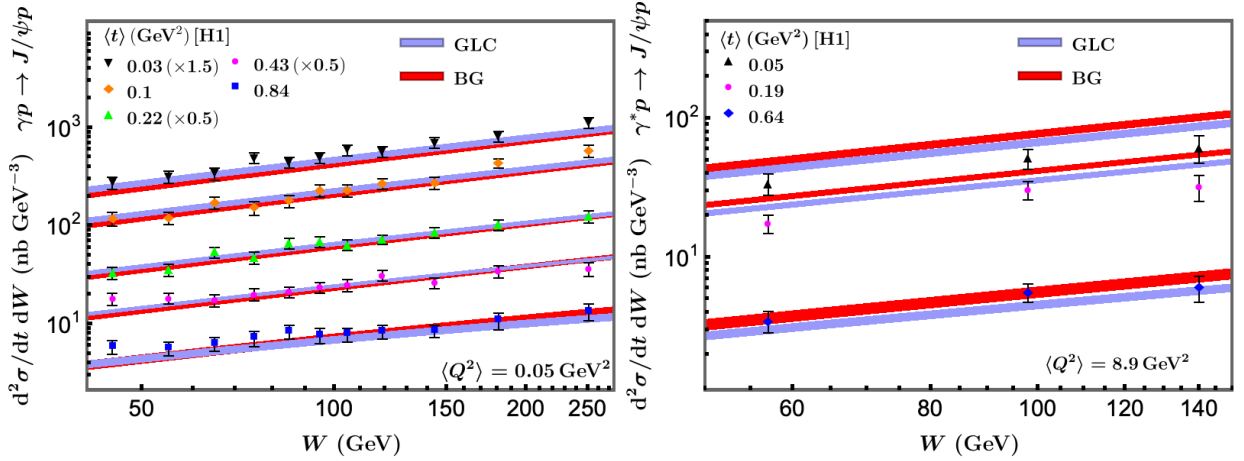 d²σ/dt dW (nb GeV⁻³) γp → J/ψp
⟨t⟩ (GeV²) [H1]
0.03 (×1.5)
0.1
0.22 (×0.5)
0.43 (×0.5)
0.84
GLC
BG
10³
10²
10¹
⟨Q²⟩ = 0.05 GeV²
50 100 150 200 250
W (GeV)
d²σ/dt dW (nb GeV⁻³) γ*p → J/ψp
⟨t⟩ (GeV²) [H1]
0.05
0.19
0.64
GLC
BG
10²
10¹
⟨Q²⟩ = 8.9 GeV²
60 80 100 120 140
W (GeV)